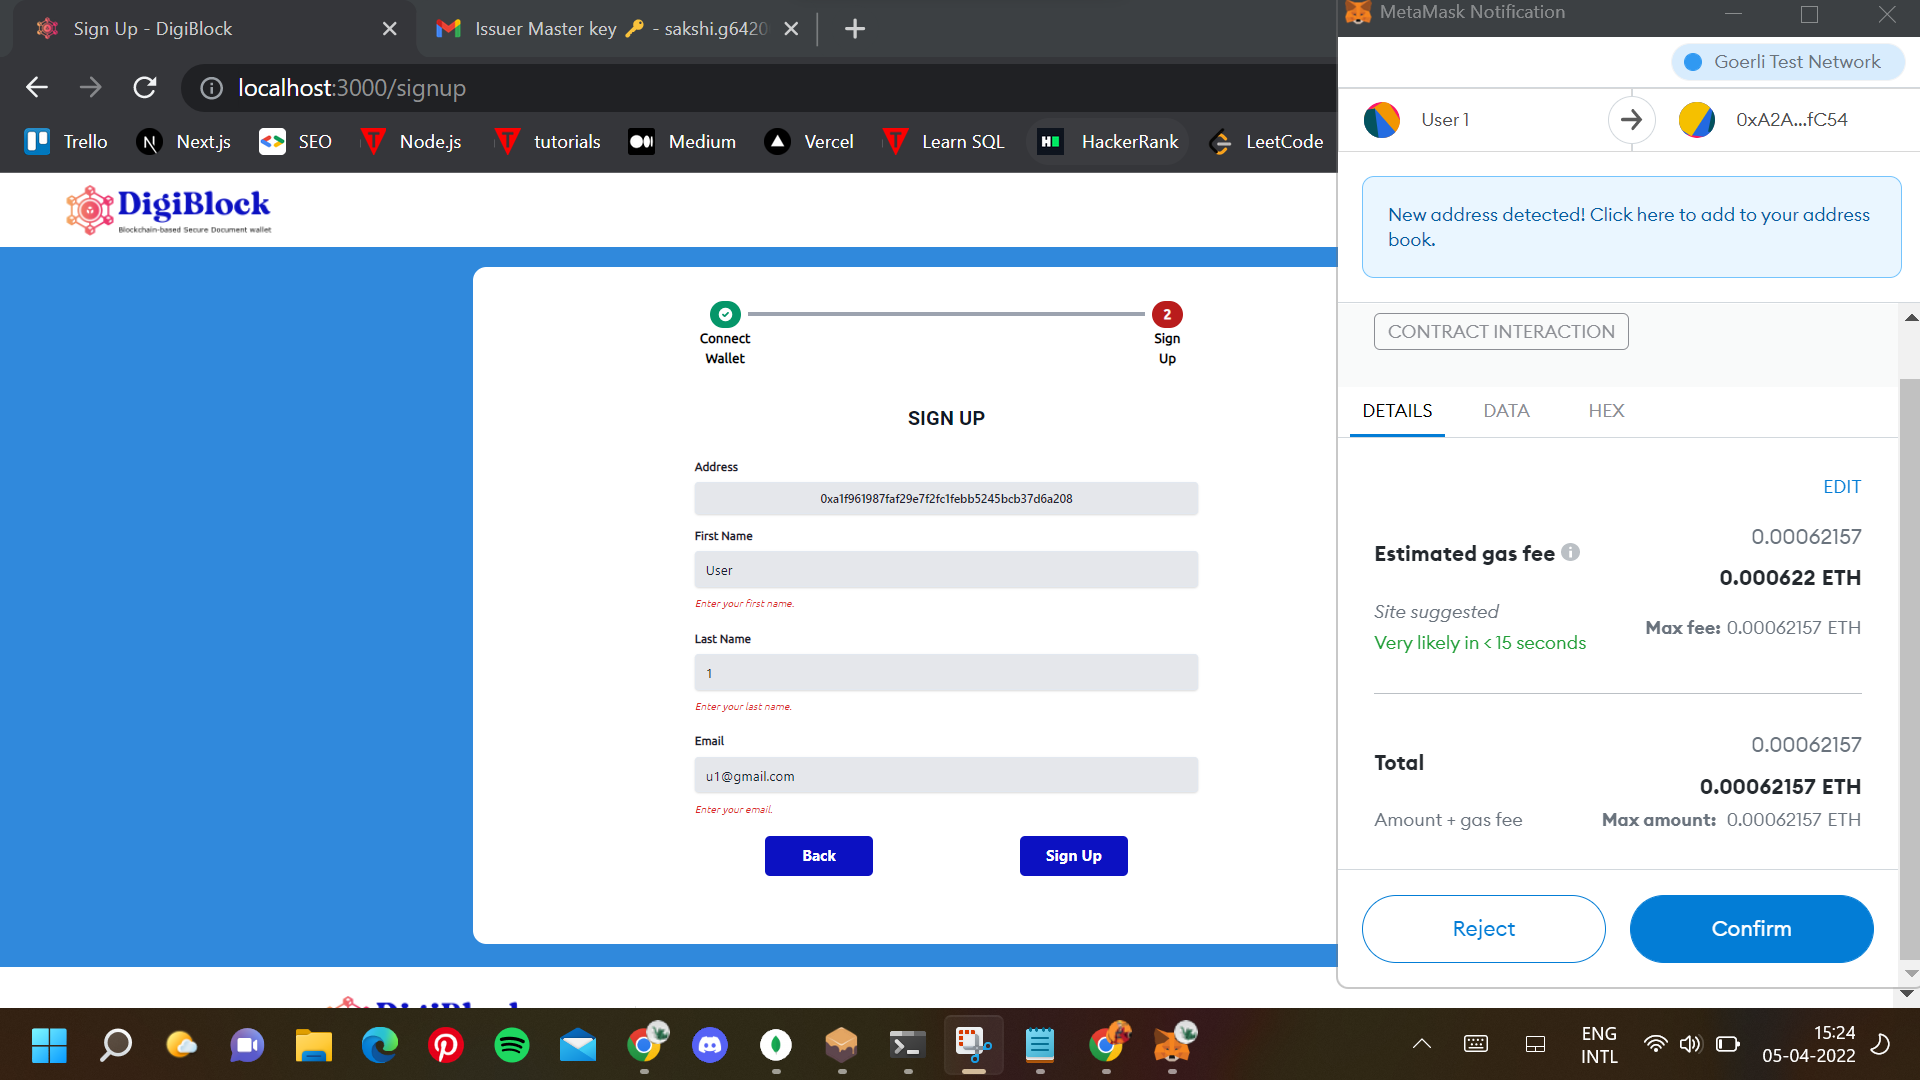 Sign Up - DigiBlock
Issuer Master key 🔑 - sakshi.g6420
MetaMask Notification
localhost:3000/signup
Goerli Test Network
User 1
0xA2A...fC54
Trello
Next.js
SEO
Node.js
tutorials
Medium
Vercel
Learn SQL
HackerRank
LeetCode
DigiBlock
Blockchain-based Secure Document wallet
New address detected! Click here to add to your address
book.
CONTRACT INTERACTION
DETAILS
DATA
HEX
EDIT
Estimated gas fee
0.00062157
0.000622 ETH
Site suggested
Very likely in < 15 seconds
Max fee: 0.00062157 ETH
Total
0.00062157
0.00062157 ETH
Amount + gas fee
Max amount: 0.00062157 ETH
Reject
Confirm
2
Connect
Wallet
Sign
Up
SIGN UP
Address
0xa1f961987faf29e7f2fc1febb5245bcb37d6a208
First Name
User
Enter your first name.
Last Name
1
Enter your last name.
Email
u1@gmail.com
Enter your email.
Back
Sign Up
DigiBlock
ENG
INTL
15:24
05-04-2022